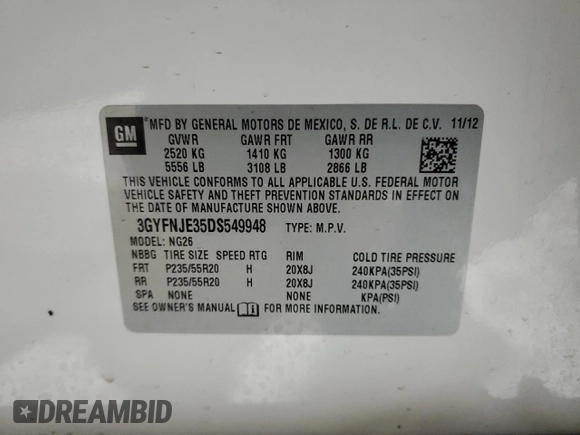 GM
MFD BY GENERAL MOTORS DE MEXICO, S. DE R.L. DE C.V. 11/12
GVWR GAWR FRT GAWR RR
2520 KG 1410 KG 1300 KG
5556 LB 3108 LB 2866 LB
THIS VEHICLE CONFORMS TO ALL APPLICABLE U.S. FEDERAL MOTOR
VEHICLE SAFETY, BUMPER, AND THEFT PREVENTION STANDARDS IN EFFECT ON
THE DATE OF MANUFACTURE SHOWN ABOVE.
3GYFNJE35DS549948 TYPE: M.P.V.
MODEL: NG26
NBBG TIRE SIZE SPEED RTG RIM COLD TIRE PRESSURE
FRT P235/55R20 H 20X8J 240KPA(35PSI)
RR P235/55R20 H 20X8J 240KPA(35PSI)
SPA NONE NONE KPA(PSI)
SEE OWNER'S MANUAL FOR MORE INFORMATION.
DREAMBID